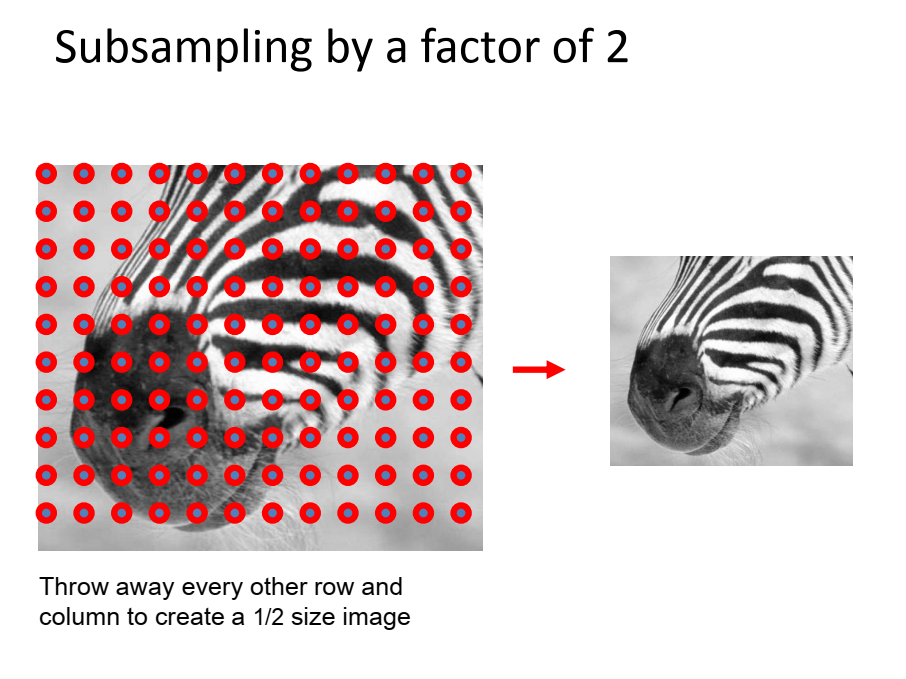 Subsampling by a factor of 2
Throw away every other row and
column to create a 1/2 size image